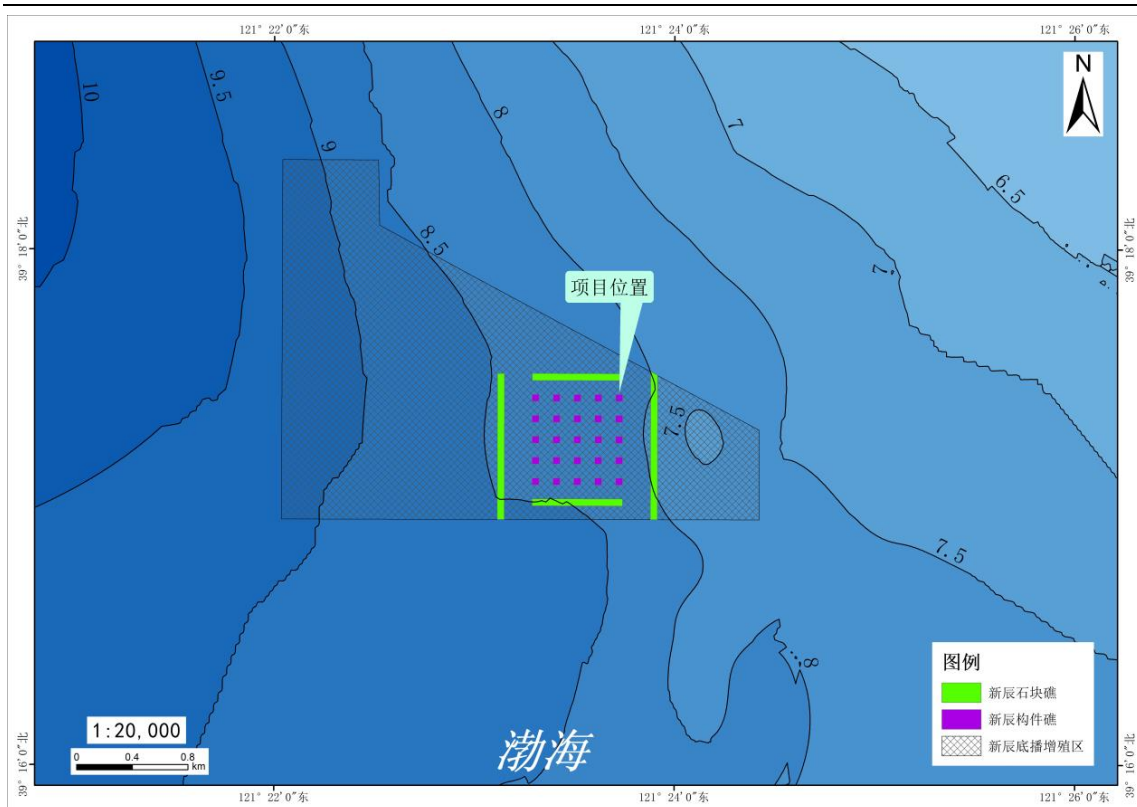 121° 22′0″东
121° 24′0″东
121° 26′0″东
10
9.5
9
8
7
6.5
N
39° 18′0″北
39° 18′0″北
8.5
7
项目位置
7.5
7.5
8
图例
新辰石块礁
新辰构件礁
新辰底播增殖区
1:20,000
0 0.4 0.8
km
渤海
39° 16′0″北
39° 16′0″北
121° 22′0″东
121° 24′0″东
121° 26′0″东